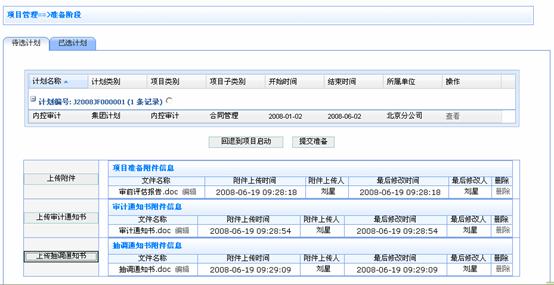 项目管理==>准备阶段
待选计划 已选计划
计划名称 计划类别 项目类别 项目子类别 开始时间 结束时间 所属单位 操作
计划编号: JZ008JF000001 (1 条记录)
内控审计 集团计划 内控审计 合同管理 2008-01-02 2008-06-02 北京分公司 查看
回退到项目启动 提交准备
上传附件
项目准备附件信息
文件名称 附件上传时间 附件上传人 最后修改时间 最后修改人 删除
审前评估报告.doc 编辑 2008-06-19 09:28:18 刘星 2008-06-19 09:28:18 刘星 删除
上传审计通知书
审计通知书附件信息
文件名称 附件上传时间 附件上传人 最后修改时间 最后修改人 删除
审计通知书.doc 编辑 2008-06-19 09:28:54 刘星 2008-06-19 09:28:54 刘星 删除
上传抽调通知书
抽调通知书附件信息
文件名称 附件上传时间 附件上传人 最后修改时间 最后修改人 删除
抽调通知书.doc 编辑 2008-06-19 09:29:09 刘星 2008-06-19 09:29:09 刘星 删除